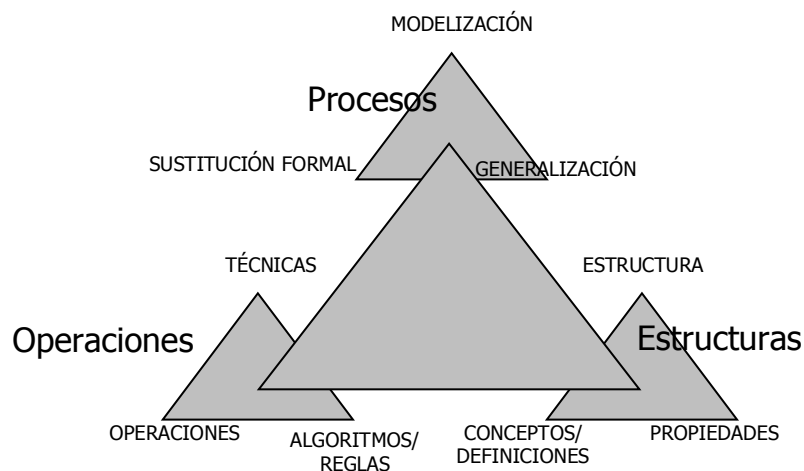 MODELIZACIÓN
Procesos
SUSTITUCIÓN FORMAL
GENERALIZACIÓN
TÉCNICAS
ESTRUCTURA
Operaciones
Estructuras
OPERACIONES
ALGORITMOS/
REGLAS
CONCEPTOS/
DEFINICIONES
PROPIEDADES